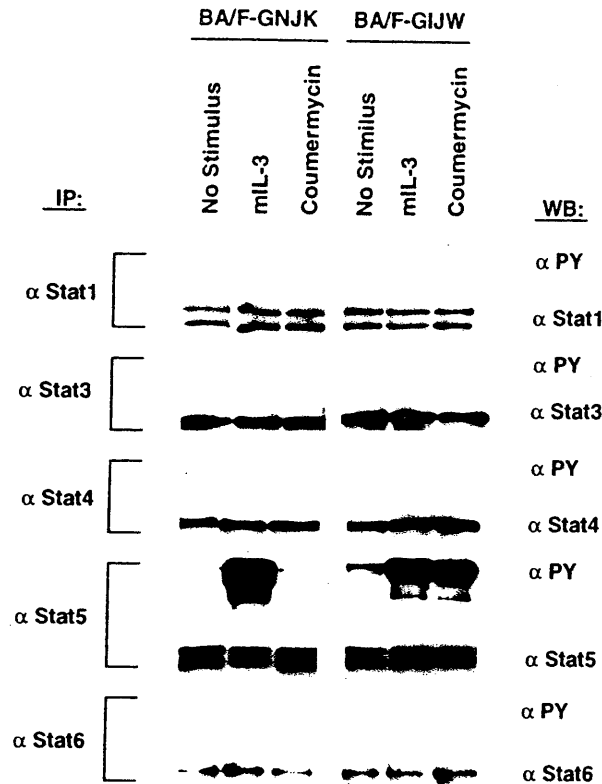 BA/F-GNJK BA/F-GIJW
No Stimulus mIL-3 Coumermycin No Stimilus mIL-3 Coumermycin
IP: WB:
α PY
α Stat1 α Stat1
α PY
α Stat3 α Stat3
α PY
α Stat4 α Stat4
α PY
α Stat5 α Stat5
α PY
α Stat6 α Stat6